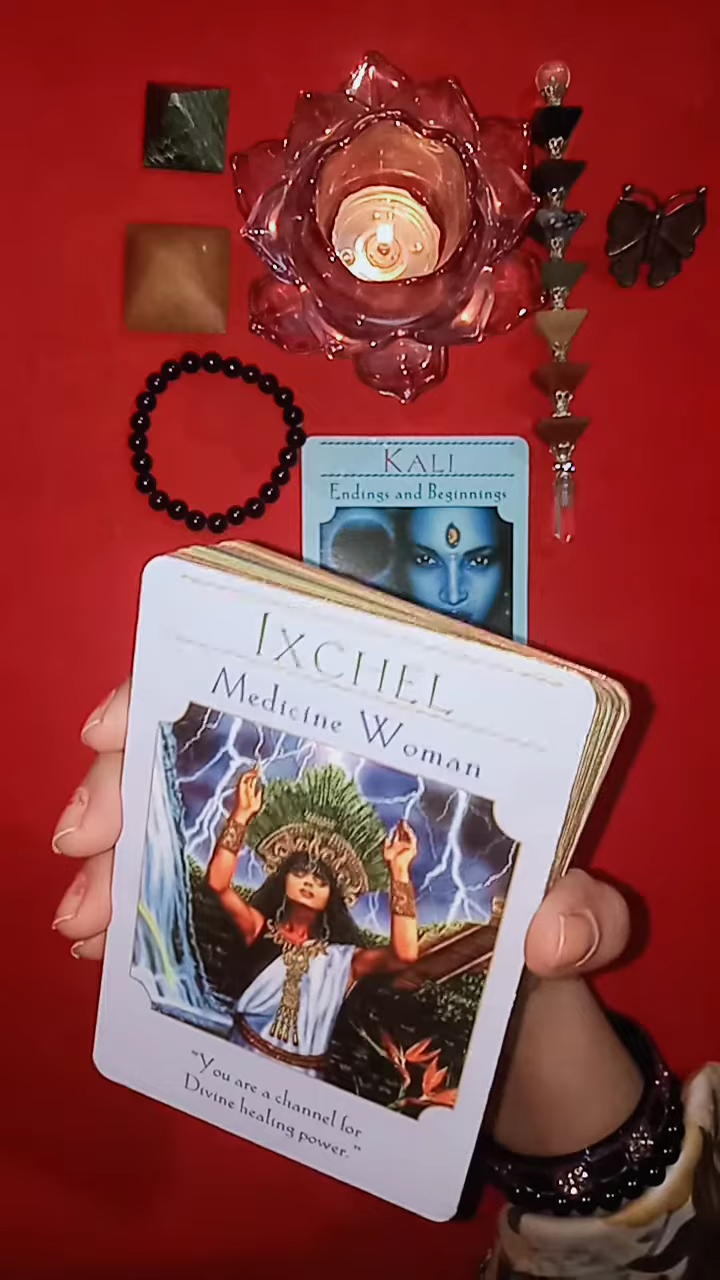 KALI
Endings and Beginnings
IXCHEL
Medicine Woman
"You are a channel for
Divine healing power."